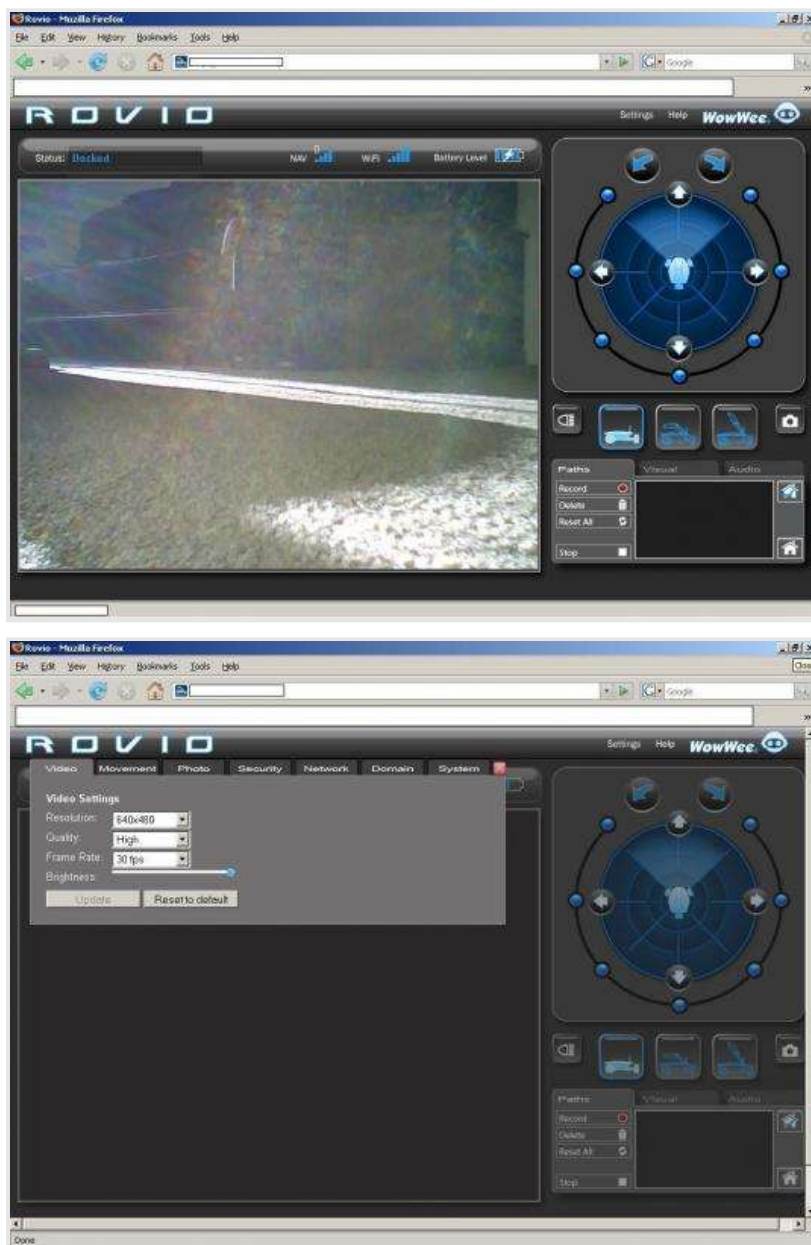 Rovio - Mozilla Firefox
File Edit View History Bookmarks Tools Help
Google
ROVIO
Settings Help WowWee
Status: Docked
NAV 0 WiFi Battery Level
Paths Visual Audio
Record
Delete
Reset All
Stop
Rovio - Mozilla Firefox
File Edit View History Bookmarks Tools Help
Google
ROVIO
Settings Help WowWee
Video Movement Photo Security Network Domain System
Video Settings
Resolution: 640x480
Quality: High
Frame Rate: 30 fps
Brightness:
Update Reset to default
Paths Visual Audio
Record
Delete
Reset All
Stop
Done